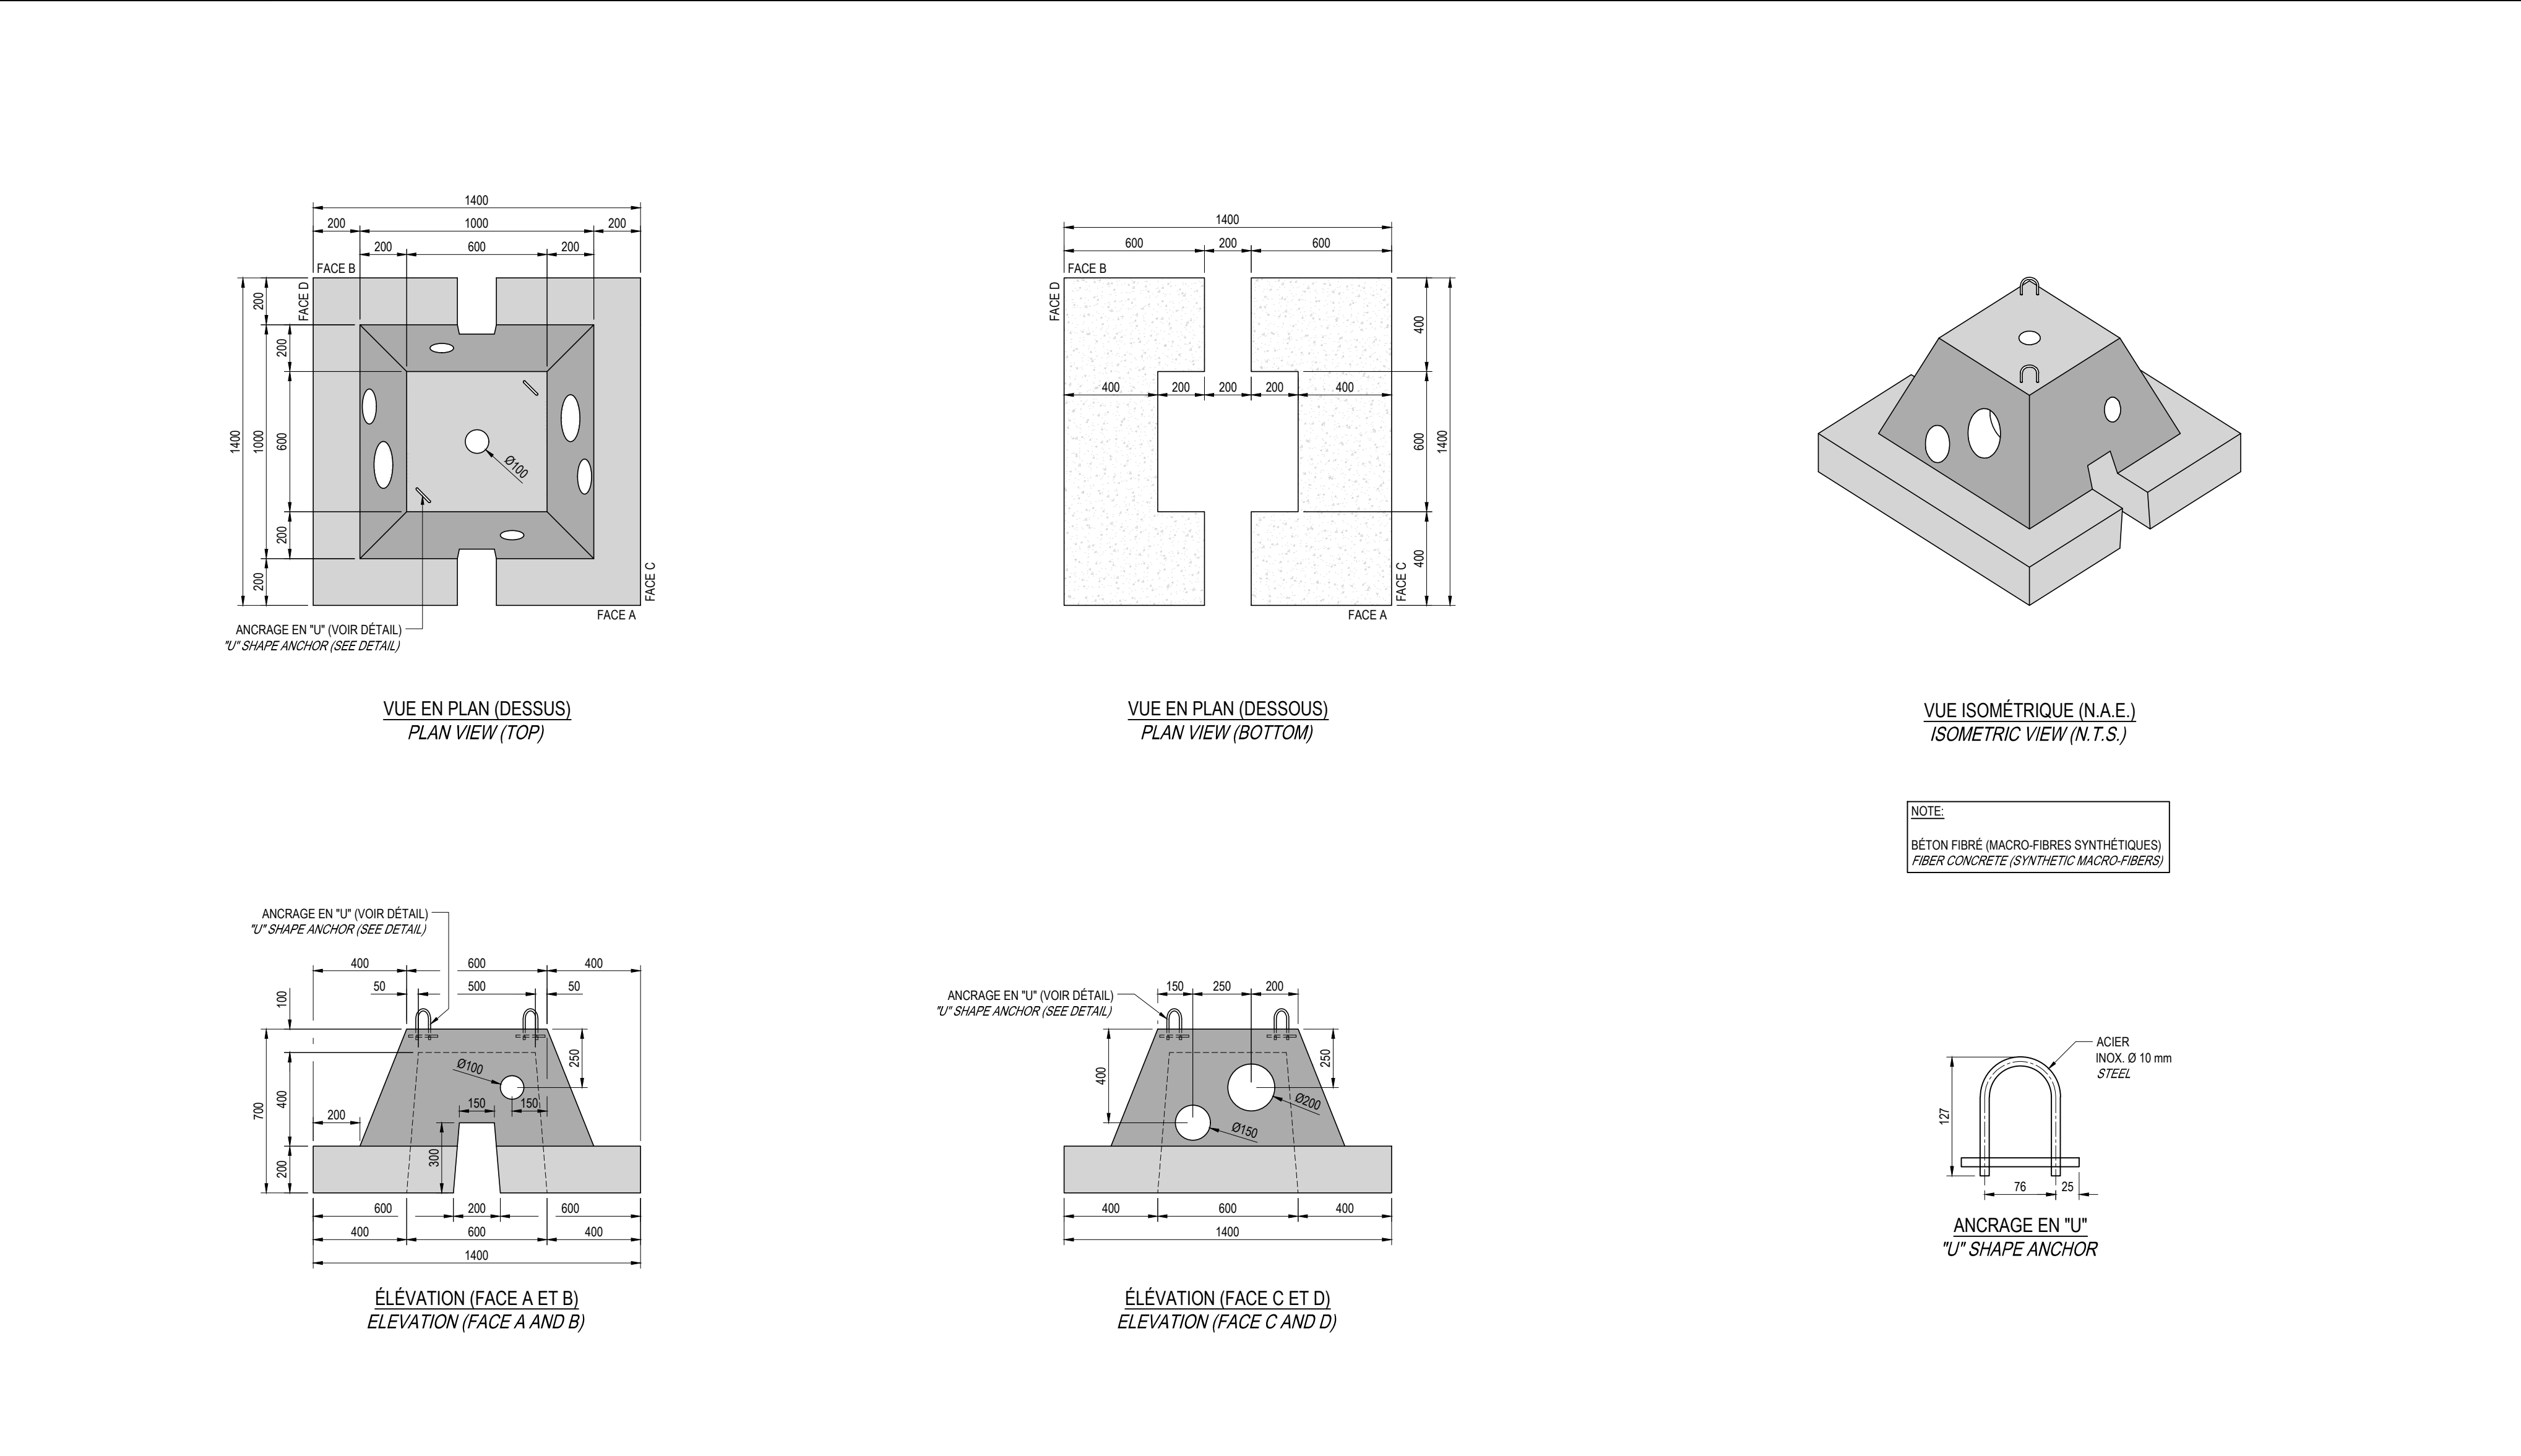 1400
200 1000 200
200 600 200
FACE B
FACE D
200
200
1400
1000
600
Ø100
200
200
FACE C
FACE A
ANCRAGE EN "U" (VOIR DÉTAIL)
"U" SHAPE ANCHOR (SEE DETAIL)
VUE EN PLAN (DESSUS)
PLAN VIEW (TOP)
1400
600 200 600
FACE B
FACE D
400
400 200 200 200 400
600
1400
400
FACE C
FACE A
VUE EN PLAN (DESSOUS)
PLAN VIEW (BOTTOM)
VUE ISOMÉTRIQUE (N.A.E.)
ISOMETRIC VIEW (N.T.S.)
NOTE:
BÉTON FIBRÉ (MACRO-FIBRES SYNTHÉTIQUES)
FIBER CONCRETE (SYNTHETIC MACRO-FIBERS)
ANCRAGE EN "U" (VOIR DÉTAIL)
"U" SHAPE ANCHOR (SEE DETAIL)
400 600 400
50 500 50
100
250
Ø100
700
400
150 150
200
300
200
600 200 600
400 600 400
1400
ÉLÉVATION (FACE A ET B)
ELEVATION (FACE A AND B)
150 250 200
ANCRAGE EN "U" (VOIR DÉTAIL)
"U" SHAPE ANCHOR (SEE DETAIL)
400
250
Ø200
Ø150
400 600 400
1400
ÉLÉVATION (FACE C ET D)
ELEVATION (FACE C AND D)
ACIER
INOX. Ø 10 mm
STEEL
127
76 25
ANCRAGE EN "U"
"U" SHAPE ANCHOR